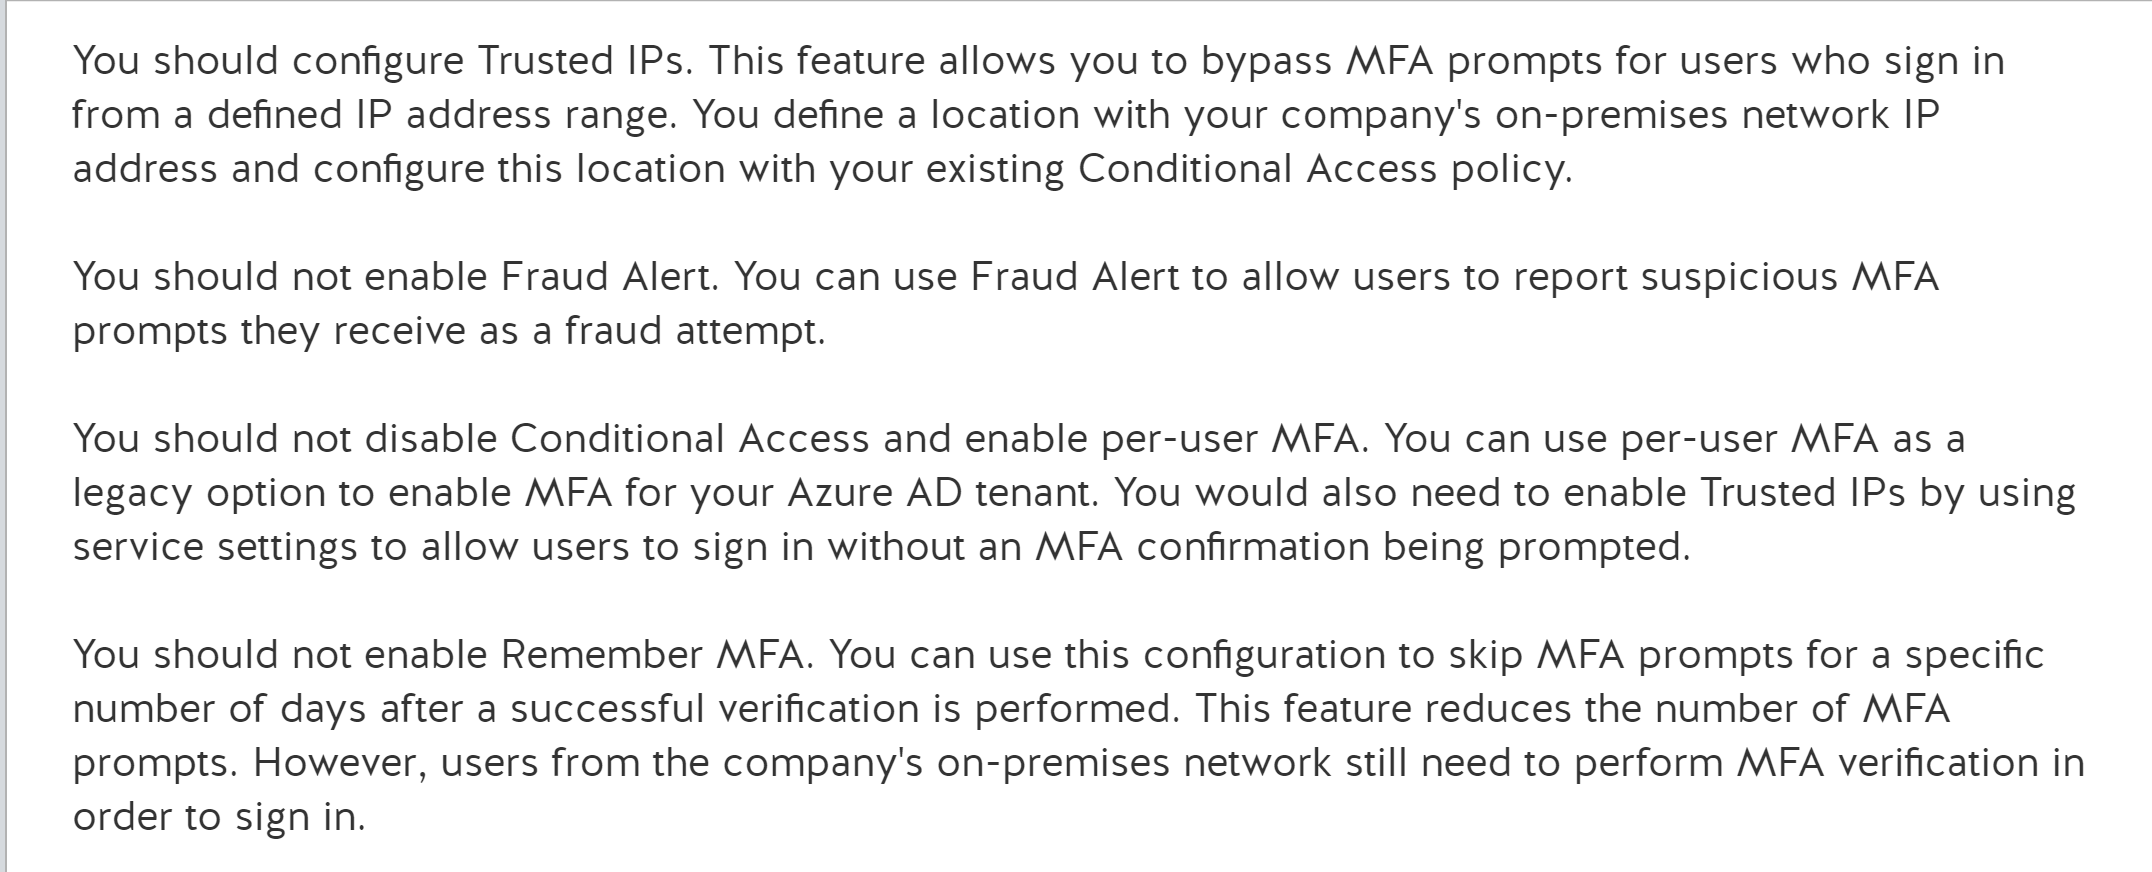 You should configure Trusted IPs. This feature allows you to bypass MFA prompts for users who sign in
from a defined IP address range. You define a location with your company's on-premises network IP
address and configure this location with your existing Conditional Access policy.
You should not enable Fraud Alert. You can use Fraud Alert to allow users to report suspicious MFA
prompts they receive as a fraud attempt.
You should not disable Conditional Access and enable per-user MFA. You can use per-user MFA as a
legacy option to enable MFA for your Azure AD tenant. You would also need to enable Trusted IPs by using
service settings to allow users to sign in without an MFA confirmation being prompted.
You should not enable Remember MFA. You can use this configuration to skip MFA prompts for a specific
number of days after a successful verification is performed. This feature reduces the number of MFA
prompts. However, users from the company's on-premises network still need to perform MFA verification in
order to sign in.